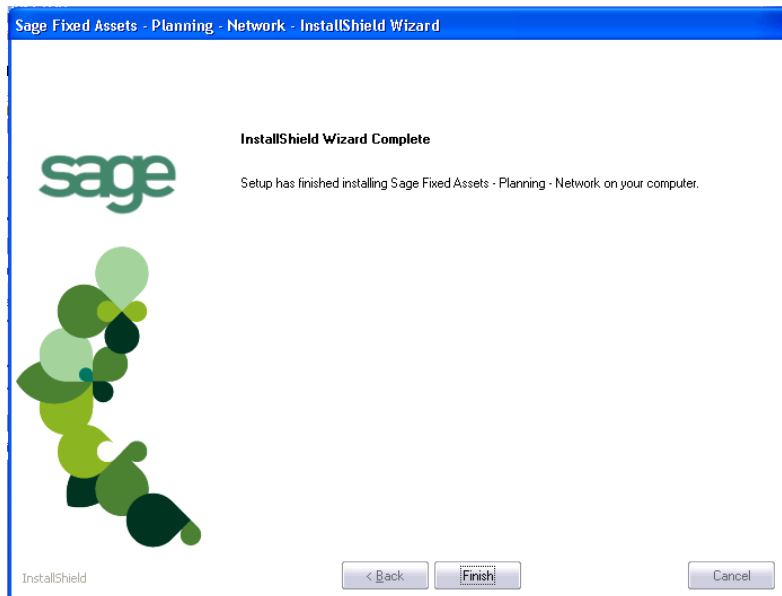 Sage Fixed Assets - Planning - Network - InstallShield Wizard
InstallShield Wizard Complete
sage
Setup has finished installing Sage Fixed Assets - Planning - Network on your computer.
InstallShield
< Back
Finish
Cancel